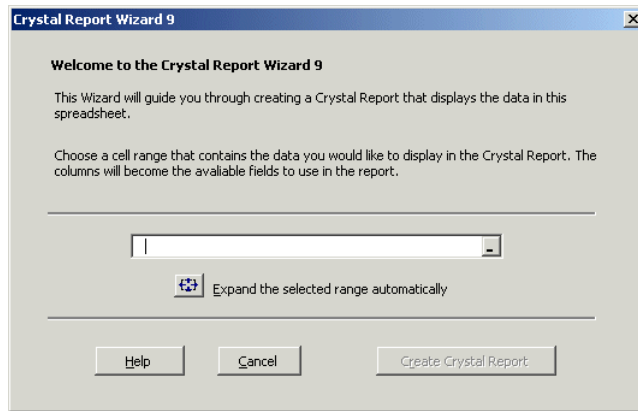 Crystal Report Wizard 9
Welcome to the Crystal Report Wizard 9
This Wizard will guide you through creating a Crystal Report that displays the data in this
spreadsheet.
Choose a cell range that contains the data you would like to display in the Crystal Report. The
columns will become the avaliable fields to use in the report.
Expand the selected range automatically
Help
Cancel
Create Crystal Report